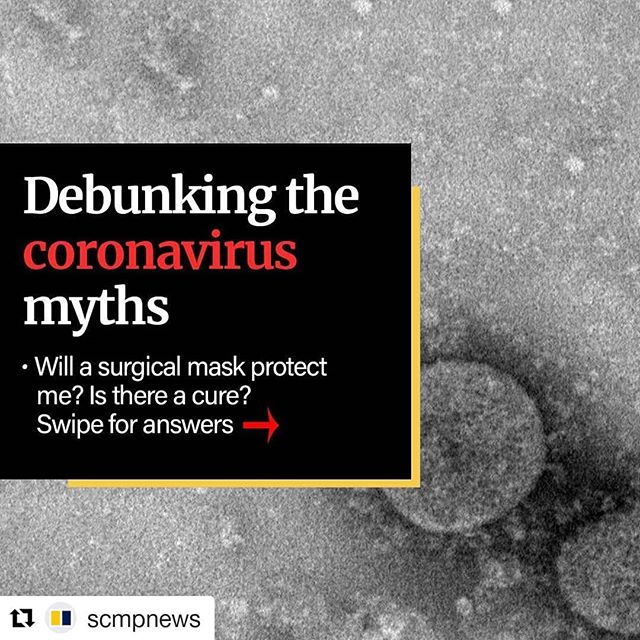 Debunking the
coronavirus
myths
• Will a surgical mask protect
me? Is there a cure?
Swipe for answers →
scmpnews